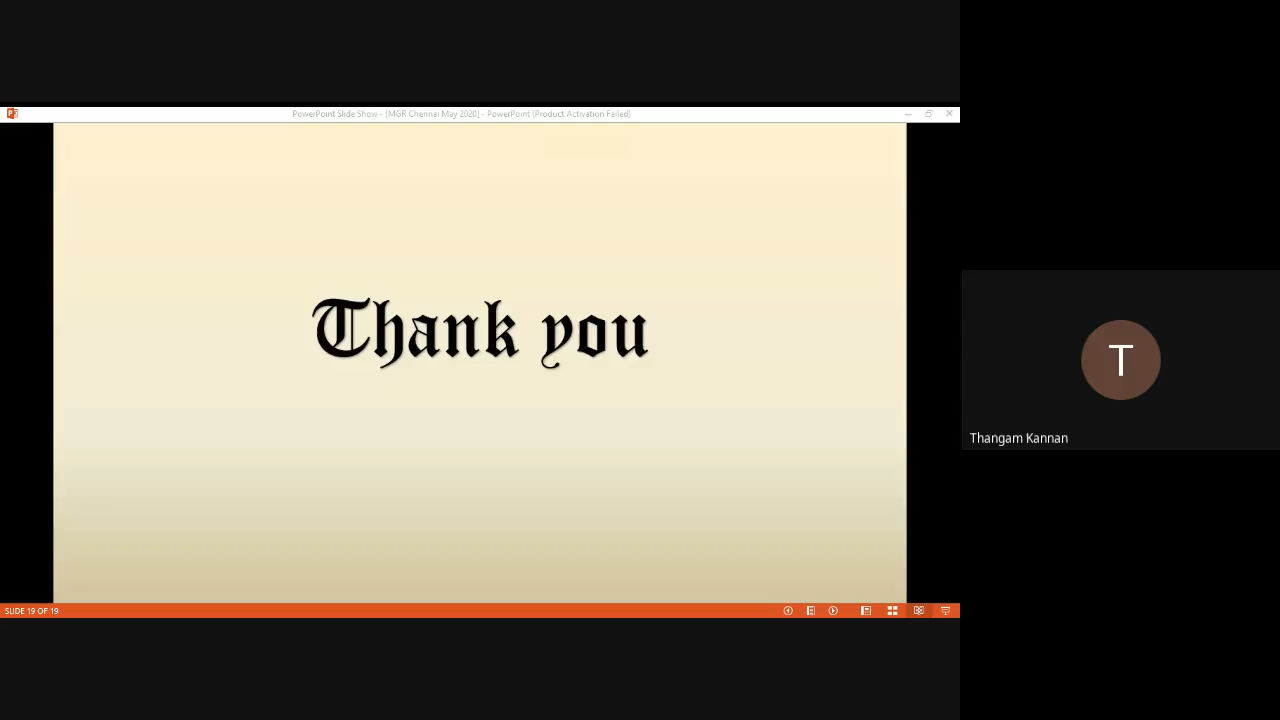 PowerPoint Slide Show - [MGR Chennai May 2020] - PowerPoint (Product Activation Failed)
Thank you
T
Thangam Kannan
SLIDE 19 OF 19